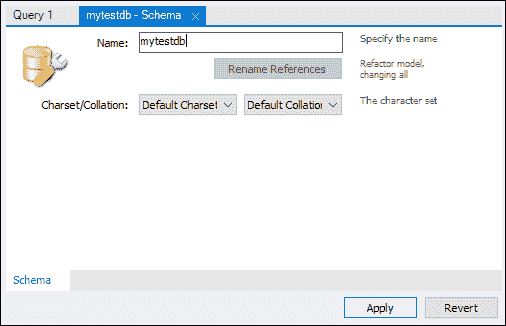 Query 1
mytestdb - Schema
Name: mytestdb
Specify the name
Rename References
Refactor model,
changing all
Charset/Collation: Default Charset Default Collation
The character set
Schema
Apply Revert